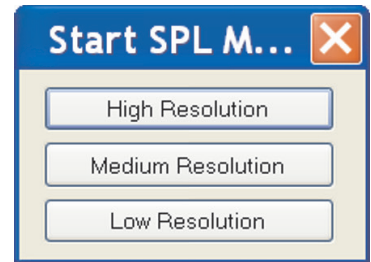 Start SPL M...
High Resolution
Medium Resolution
Low Resolution